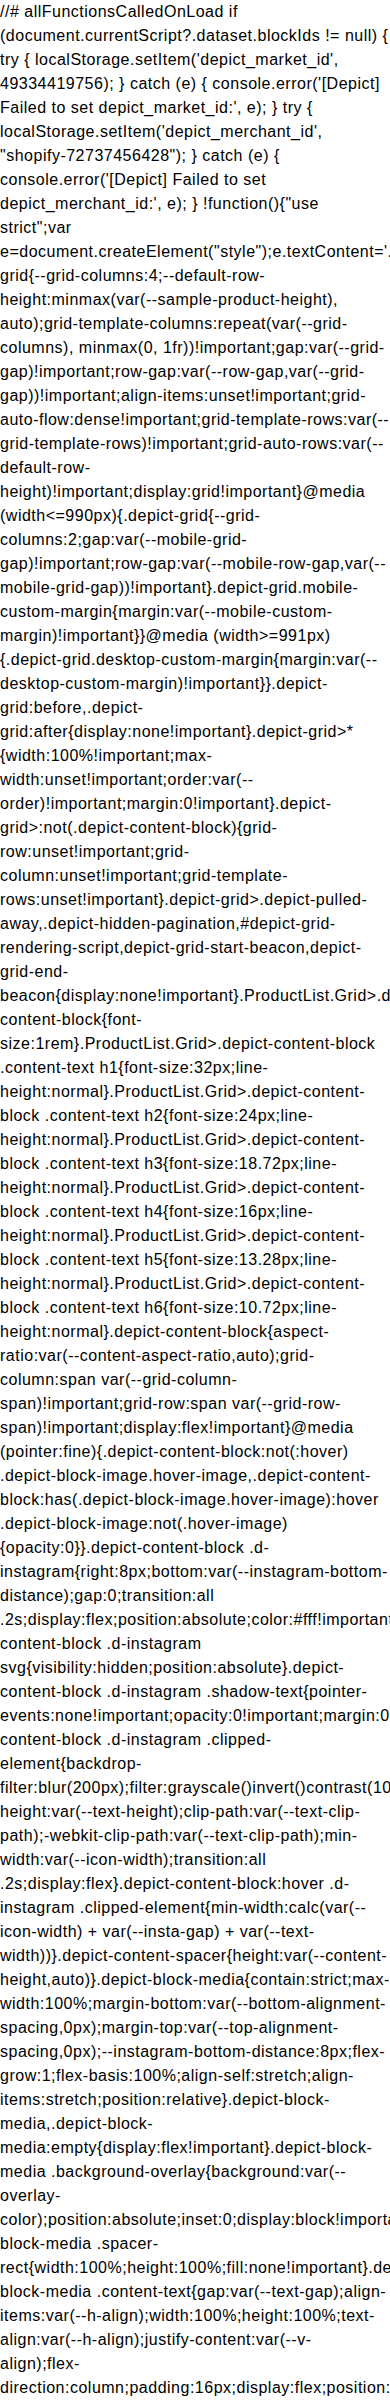 //# allFunctionsCalledOnLoad if
(document.currentScript?.dataset.blockIds != null) {
try { localStorage.setItem('depict_market_id',
49334419756); } catch (e) { console.error('[Depict]
Failed to set depict_market_id:', e); } try {
localStorage.setItem('depict_merchant_id',
"shopify-72737456428"); } catch (e) {
console.error('[Depict] Failed to set
depict_merchant_id:', e); } !function(){"use
strict";var
e=document.createElement("style");e.textContent='.
grid{--grid-columns:4;--default-row-
height:minmax(var(--sample-product-height),
auto);grid-template-columns:repeat(var(--grid-
columns), minmax(0, 1fr))!important;gap:var(--grid-
gap)!important;row-gap:var(--row-gap,var(--grid-
gap))!important;align-items:unset!important;grid-
auto-flow:dense!important;grid-template-rows:var(--
grid-template-rows)!important;grid-auto-rows:var(--
default-row-
height)!important;display:grid!important}@media
(width<=990px){.depict-grid{--grid-
columns:2;gap:var(--mobile-grid-
gap)!important;row-gap:var(--mobile-row-gap,var(--
mobile-grid-gap))!important}.depict-grid.mobile-
custom-margin{margin:var(--mobile-custom-
margin)!important}}@media (width>=991px)
{.depict-grid.desktop-custom-margin{margin:var(--
desktop-custom-margin)!important}}.depict-
grid:before,.depict-
grid:after{display:none!important}.depict-grid>*
{width:100%!important;max-
width:unset!important;order:var(--
order)!important;margin:0!important}.depict-
grid>:not(.depict-content-block){grid-
row:unset!important;grid-
column:unset!important;grid-template-
rows:unset!important}.depict-grid>.depict-pulled-
away,.depict-hidden-pagination,#depict-grid-
rendering-script,depict-grid-start-beacon,depict-
grid-end-
beacon{display:none!important}.ProductList.Grid>.d
content-block{font-
size:1rem}.ProductList.Grid>.depict-content-block
.content-text h1{font-size:32px;line-
height:normal}.ProductList.Grid>.depict-content-
block .content-text h2{font-size:24px;line-
height:normal}.ProductList.Grid>.depict-content-
block .content-text h3{font-size:18.72px;line-
height:normal}.ProductList.Grid>.depict-content-
block .content-text h4{font-size:16px;line-
height:normal}.ProductList.Grid>.depict-content-
block .content-text h5{font-size:13.28px;line-
height:normal}.ProductList.Grid>.depict-content-
block .content-text h6{font-size:10.72px;line-
height:normal}.depict-content-block{aspect-
ratio:var(--content-aspect-ratio,auto);grid-
column:span var(--grid-column-
span)!important;grid-row:span var(--grid-row-
span)!important;display:flex!important}@media
(pointer:fine){.depict-content-block:not(:hover)
.depict-block-image.hover-image,.depict-content-
block:has(.depict-block-image.hover-image):hover
.depict-block-image:not(.hover-image)
{opacity:0}}.depict-content-block .d-
instagram{right:8px;bottom:var(--instagram-bottom-
distance);gap:0;transition:all
.2s;display:flex;position:absolute;color:#fff!important
content-block .d-instagram
svg{visibility:hidden;position:absolute}.depict-
content-block .d-instagram .shadow-text{pointer-
events:none!important;opacity:0!important;margin:0
content-block .d-instagram .clipped-
element{backdrop-
filter:blur(200px);filter:grayscale()invert()contrast(10
height:var(--text-height);clip-path:var(--text-clip-
path);-webkit-clip-path:var(--text-clip-path);min-
width:var(--icon-width);transition:all
.2s;display:flex}.depict-content-block:hover .d-
instagram .clipped-element{min-width:calc(var(--
icon-width) + var(--insta-gap) + var(--text-
width))}.depict-content-spacer{height:var(--content-
height,auto)}.depict-block-media{contain:strict;max-
width:100%;margin-bottom:var(--bottom-alignment-
spacing,0px);margin-top:var(--top-alignment-
spacing,0px);--instagram-bottom-distance:8px;flex-
grow:1;flex-basis:100%;align-self:stretch;align-
items:stretch;position:relative}.depict-block-
media,.depict-block-
media:empty{display:flex!important}.depict-block-
media .background-overlay{background:var(--
overlay-
color);position:absolute;inset:0;display:block!importa
block-media .spacer-
rect{width:100%;height:100%;fill:none!important}.de
block-media .content-text{gap:var(--text-gap);align-
items:var(--h-align);width:100%;height:100%;text-
align:var(--h-align);justify-content:var(--v-
align);flex-
direction:column;padding:16px;display:flex;position: